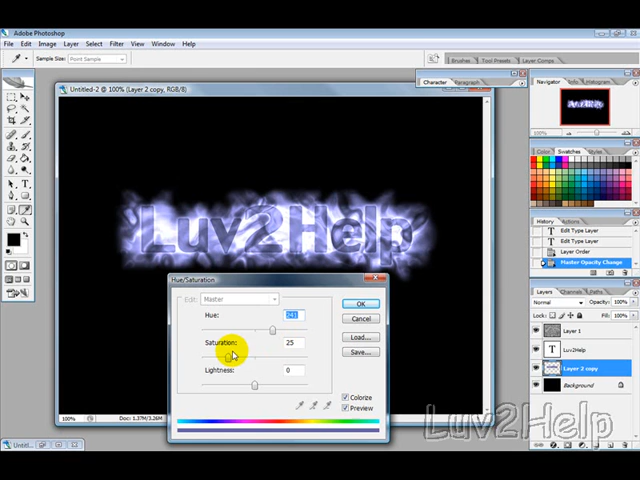 Adobe Photoshop
File Edit Image Layer Select Filter View Window Help
Sample Size: Point Sample
Brushes Tool Presets Layer Comps
Character Paragraph
Untitled-2 @ 100% (Layer 2 copy, RGB/8)
Navigator Info Histogram
100%
Color Swatches Styles
History Actions
Edit Type Layer
Edit Type Layer
Layer Order
Master Opacity Change
Layers Channels Paths
Normal Opacity: 100%
Lock: Fill: 100%
Layer 1
T Luv2Help
Layer 2 copy
Background
Luv2Help
Hue/Saturation
Edit: Master
Hue:
OK
Cancel
Saturation: 25
Load...
Save...
Lightness: 0
Colorize
Preview
100% Doc: 1.37M/3.26M
Luv2Help
Untitl...